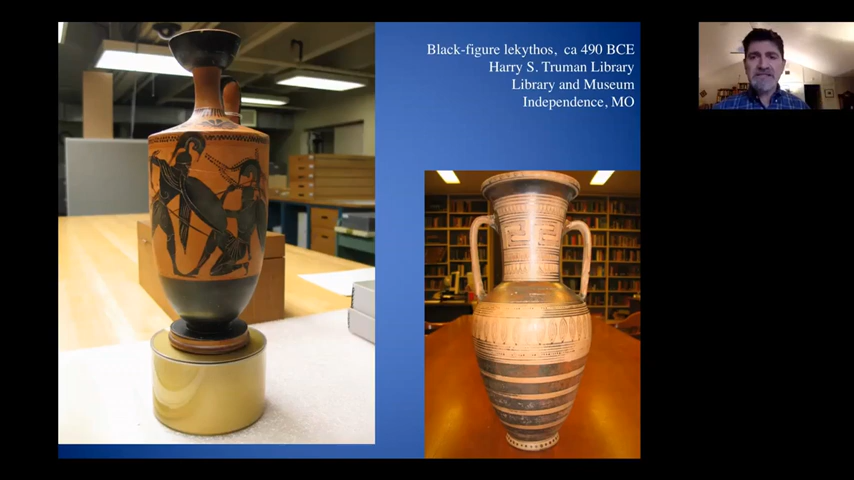 Black-figure lekythos, ca 490 BCE
Harry S. Truman Library
Library and Museum
Independence, MO